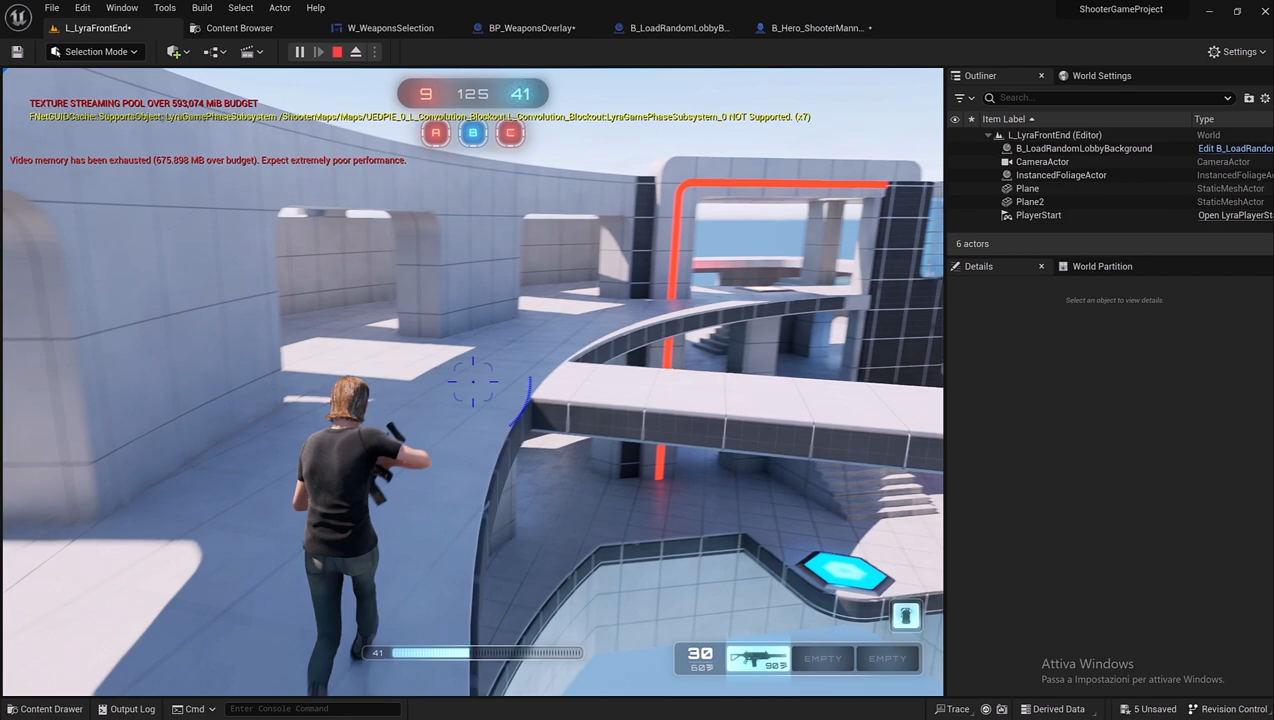 File Edit Window Tools Build Select Actor Help
ShooterGameProject
L_LyraFrontEnd* Content Browser W_WeaponsSelection BP_WeaponsOverlay* B_LoadRandomLobbyB... B_Hero_ShooterMann... •
Selection Mode Settings
Outliner World Settings
Search...
Item Label Type
L_LyraFrontEnd (Editor) World
B_LoadRandomLobbyBackground Edit B_LoadRandor
CameraActor CameraActor
InstancedFoliageActor InstancedFoliageA
Plane StaticMeshActor
Plane2 StaticMeshActor
PlayerStart Open LyraPlayerSt
6 actors
Details World Partition
Select an object to view details.
9 125 41
A B C
TEXTURE STREAMING POOL OVER 593,074 MiB BUDGET
FNetGUIDCache::SupportsObject: LyraGamePhaseSubsystem /ShooterMaps/Maps/UEDPIE_0_L_Convolution_Blockout.L_Convolution_Blockout:LyraGamePhaseSubsystem_0 NOT Supported. (x7)
Video memory has been exhausted (675.898 MB over budget). Expect extremely poor performance.
41
30
60
90
EMPTY EMPTY
Attiva Windows
Passa a Impostazioni per attivare Windows.
Content Drawer Output Log Cmd Enter Console Command Trace Derived Data 5 Unsaved Revision Control